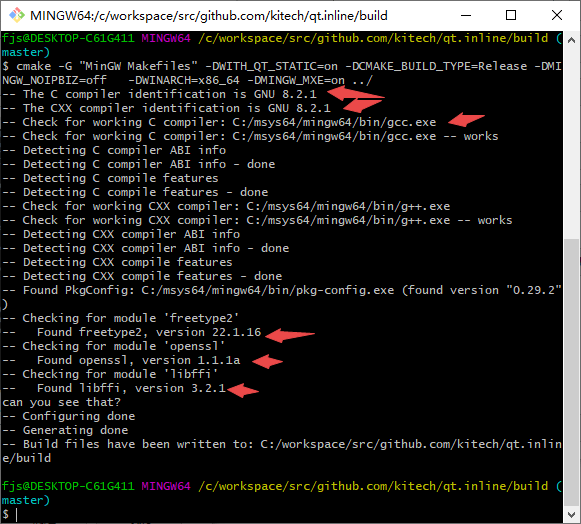 MINGW64:/c/workspace/src/github.com/kitech/qt.inline/build
fjs@DESKTOP-C61G411 MINGW64 /c/workspace/src/github.com/kitech/qt.inline/build (
master)
$ cmake -G "MinGW Makefiles" -DWITH_QT_STATIC=on -DCMAKE_BUILD_TYPE=Release -DMI
NGW_NOIPBIZ=off   -DWINARCH=x86_64 -DMINGW_MXE=on ../
-- The C compiler identification is GNU 8.2.1
-- The CXX compiler identification is GNU 8.2.1
-- Check for working C compiler: C:/msys64/mingw64/bin/gcc.exe
-- Check for working C compiler: C:/msys64/mingw64/bin/gcc.exe -- works
-- Detecting C compiler ABI info
-- Detecting C compiler ABI info - done
-- Detecting C compile features
-- Detecting C compile features - done
-- Check for working CXX compiler: C:/msys64/mingw64/bin/g++.exe
-- Check for working CXX compiler: C:/msys64/mingw64/bin/g++.exe -- works
-- Detecting CXX compiler ABI info
-- Detecting CXX compiler ABI info - done
-- Detecting CXX compile features
-- Detecting CXX compile features - done
-- Found PkgConfig: C:/msys64/mingw64/bin/pkg-config.exe (found version "0.29.2"
)
-- Checking for module 'freetype2'
--   Found freetype2, version 22.1.16
-- Checking for module 'openssl'
--   Found openssl, version 1.1.1a
-- Checking for module 'libffi'
--   Found libffi, version 3.2.1
can you see that?
-- Configuring done
-- Generating done
-- Build files have been written to: C:/workspace/src/github.com/kitech/qt.inlin
e/build
fjs@DESKTOP-C61G411 MINGW64 /c/workspace/src/github.com/kitech/qt.inline/build (
master)
$